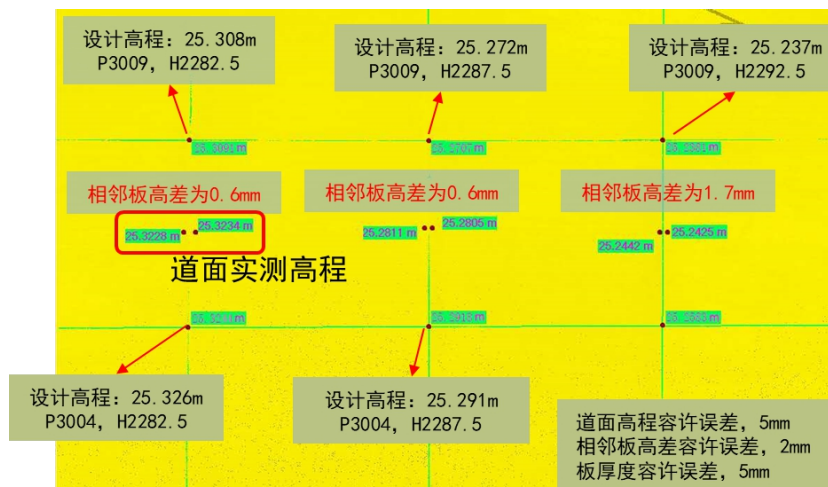 设计高程：25.308m
P3009, H2282.5
设计高程：25.272m
P3009, H2287.5
设计高程：25.237m
P3009, H2292.5
25.3091 m
25.2707 m
相邻板高差为0.6mm
相邻板高差为0.6mm
相邻板高差为1.7mm
25.3228 m
25.3234 m
25.2811 m
25.2805 m
25.2442 m
25.2425 m
道面实测高程
25.2918 m
设计高程：25.326m
P3004, H2282.5
设计高程：25.291m
P3004, H2287.5
道面高程容许误差，5mm
相邻板高差容许误差，2mm
板厚度容许误差，5mm